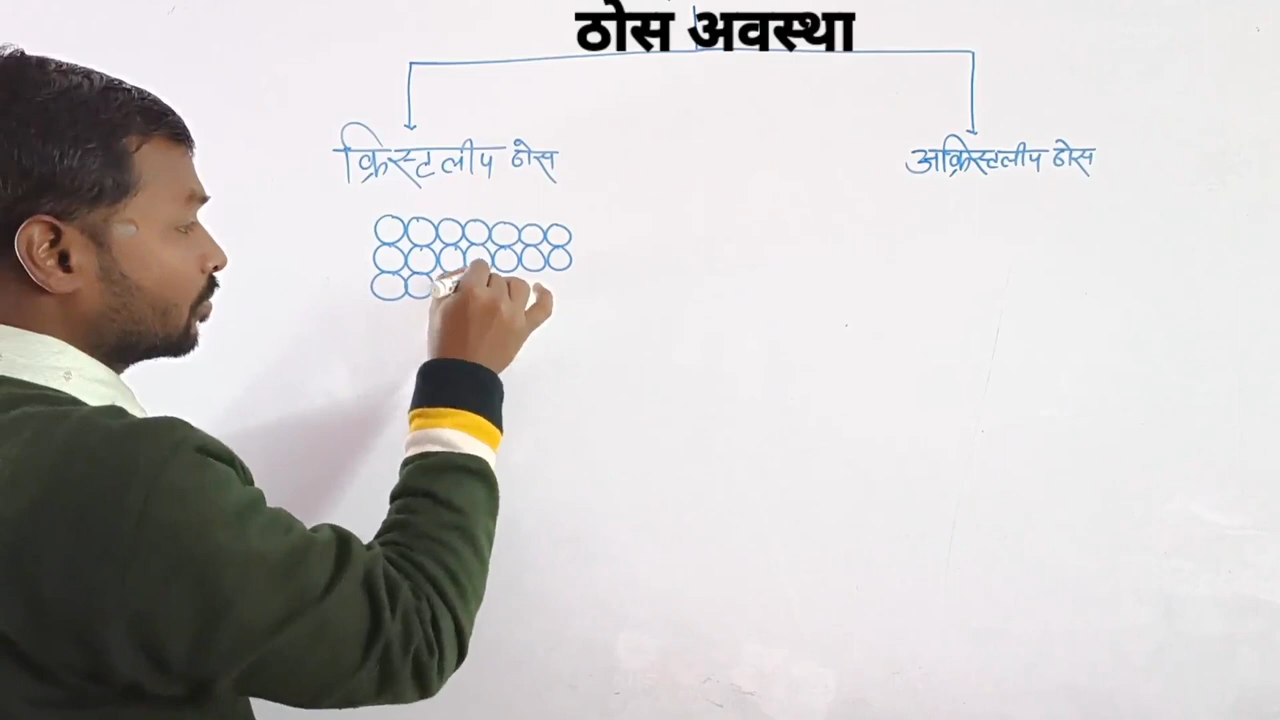 ठोस अवस्था
क्रिस्टलीय ठोस
अक्रिस्टलीय ठोस